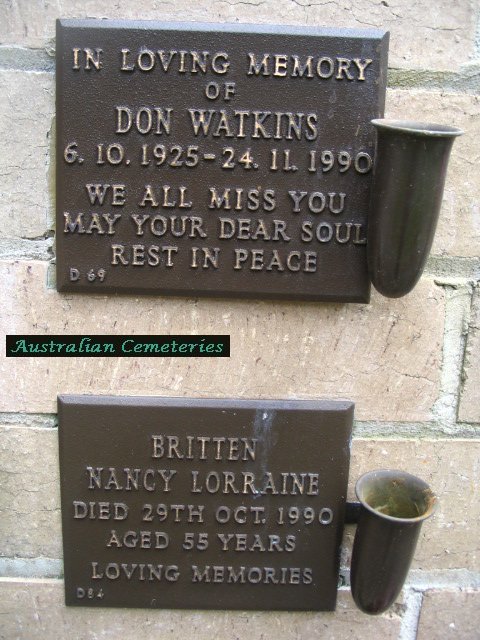 IN LOVING MEMORY
OF
DON WATKINS
6. 10. 1925 - 24. 11. 1990
WE ALL MISS YOU
MAY YOUR DEAR SOUL
REST IN PEACE
D 69
Australian Cemeteries
BRITTEN
NANCY LORRAINE
DIED 29TH OCT. 1990
AGED 55 YEARS
LOVING MEMORIES
D84